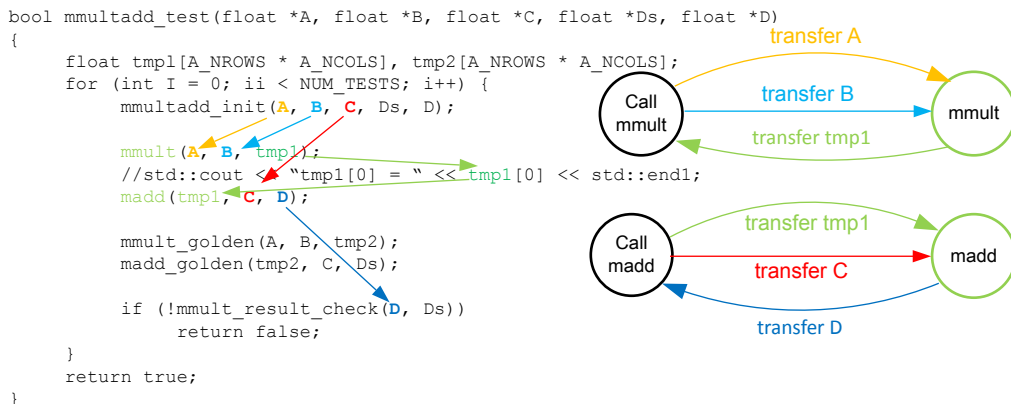 bool mmultadd_test(float *A, float *B, float *C, float *Ds, float *D)
{
float tmp1[A_NROWS * A_NCOLS], tmp2[A_NROWS * A_NCOLS];
for (int I = 0; ii < NUM_TESTS; i++) {
mmultadd_init(A, B, C, Ds, D);
mmult(A, B, tmp1);
//std::cout << “tmp1[0] = “ << tmp1[0] << std::end1;
madd(tmp1, C, D);
mmult_golden(A, B, tmp2);
madd_golden(tmp2, C, Ds);
if (!mmult_result_check(D, Ds))
return false;
}
return true;
}
transfer A
Call
mmult
transfer B
mmult
transfer tmp1
transfer tmp1
Call
madd
transfer C
madd
transfer D